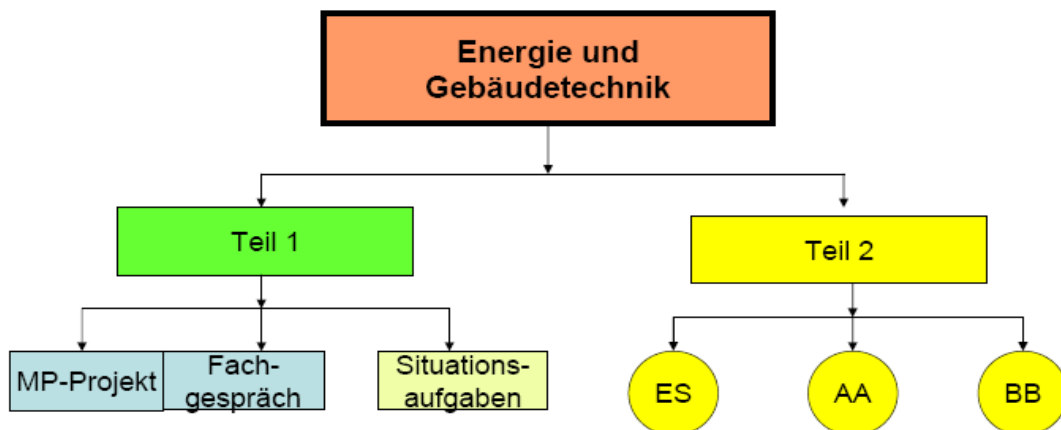 Energie und
Gebäudetechnik
Teil 1
Teil 2
MP-Projekt
Fach-
gespräch
Situations-
aufgaben
ES
AA
BB